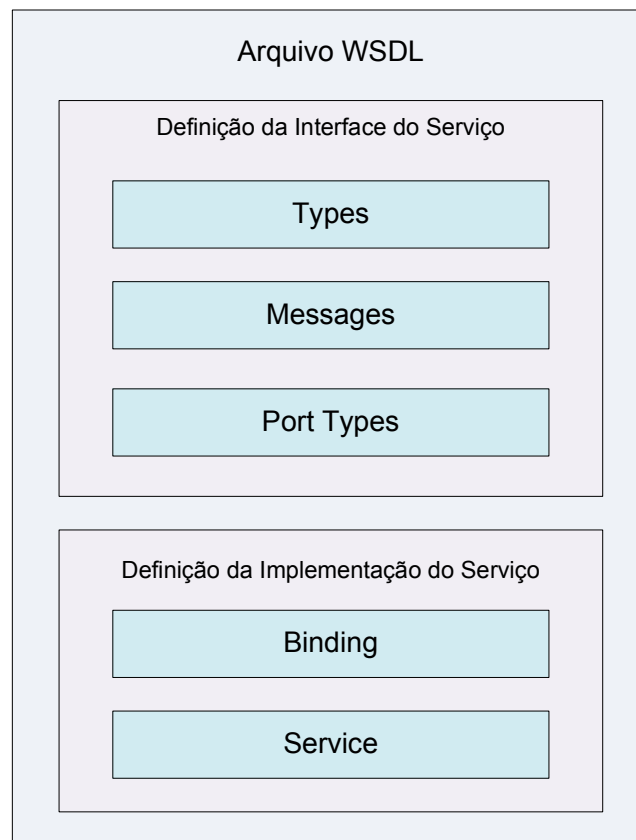 Arquivo WSDL
Definição da Interface do Serviço
Types
Messages
Port Types
Definição da Implementação do Serviço
Binding
Service